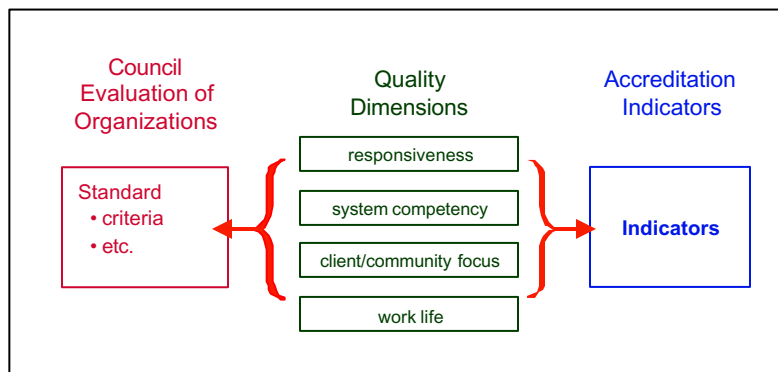 Council
Evaluation of
Organizations
Standard
• criteria
• etc.
Quality
Dimensions
responsiveness
system competency
client/community focus
work life
Accreditation
Indicators
Indicators